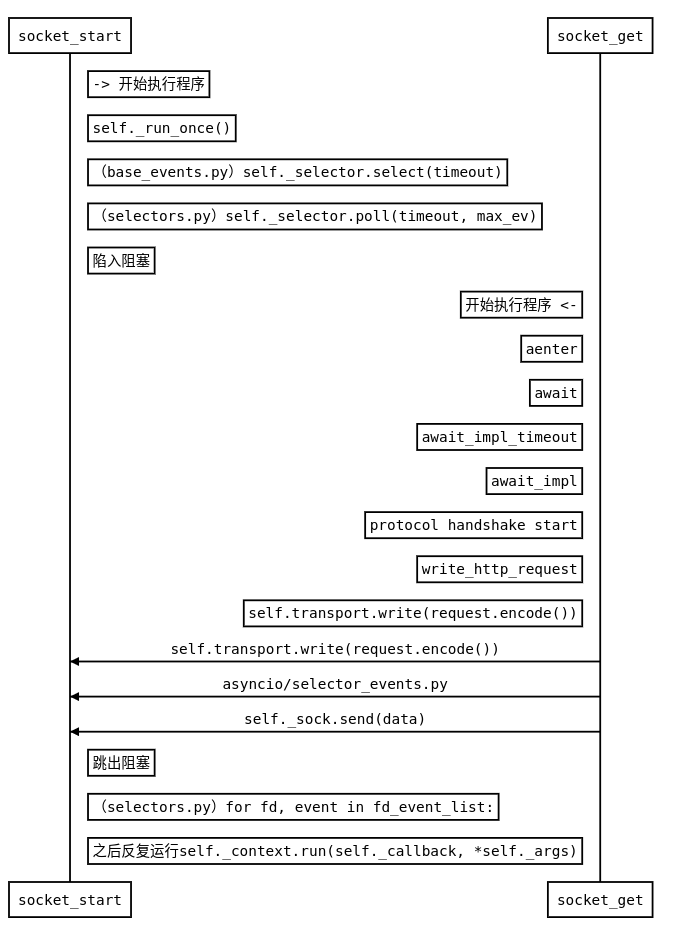 socket_start
socket_get
-> 开始执行程序
self._run_once()
（base_events.py）self._selector.select(timeout)
（selectors.py）self._selector.poll(timeout, max_ev)
陷入阻塞
开始执行程序 <-
aenter
await
await_impl_timeout
await_impl
protocol handshake start
write_http_request
self.transport.write(request.encode())
self.transport.write(request.encode())
asyncio/selector_events.py
self._sock.send(data)
跳出阻塞
（selectors.py）for fd, event in fd_event_list:
之后反复运行self._context.run(self._callback, *self._args)
socket_start
socket_get